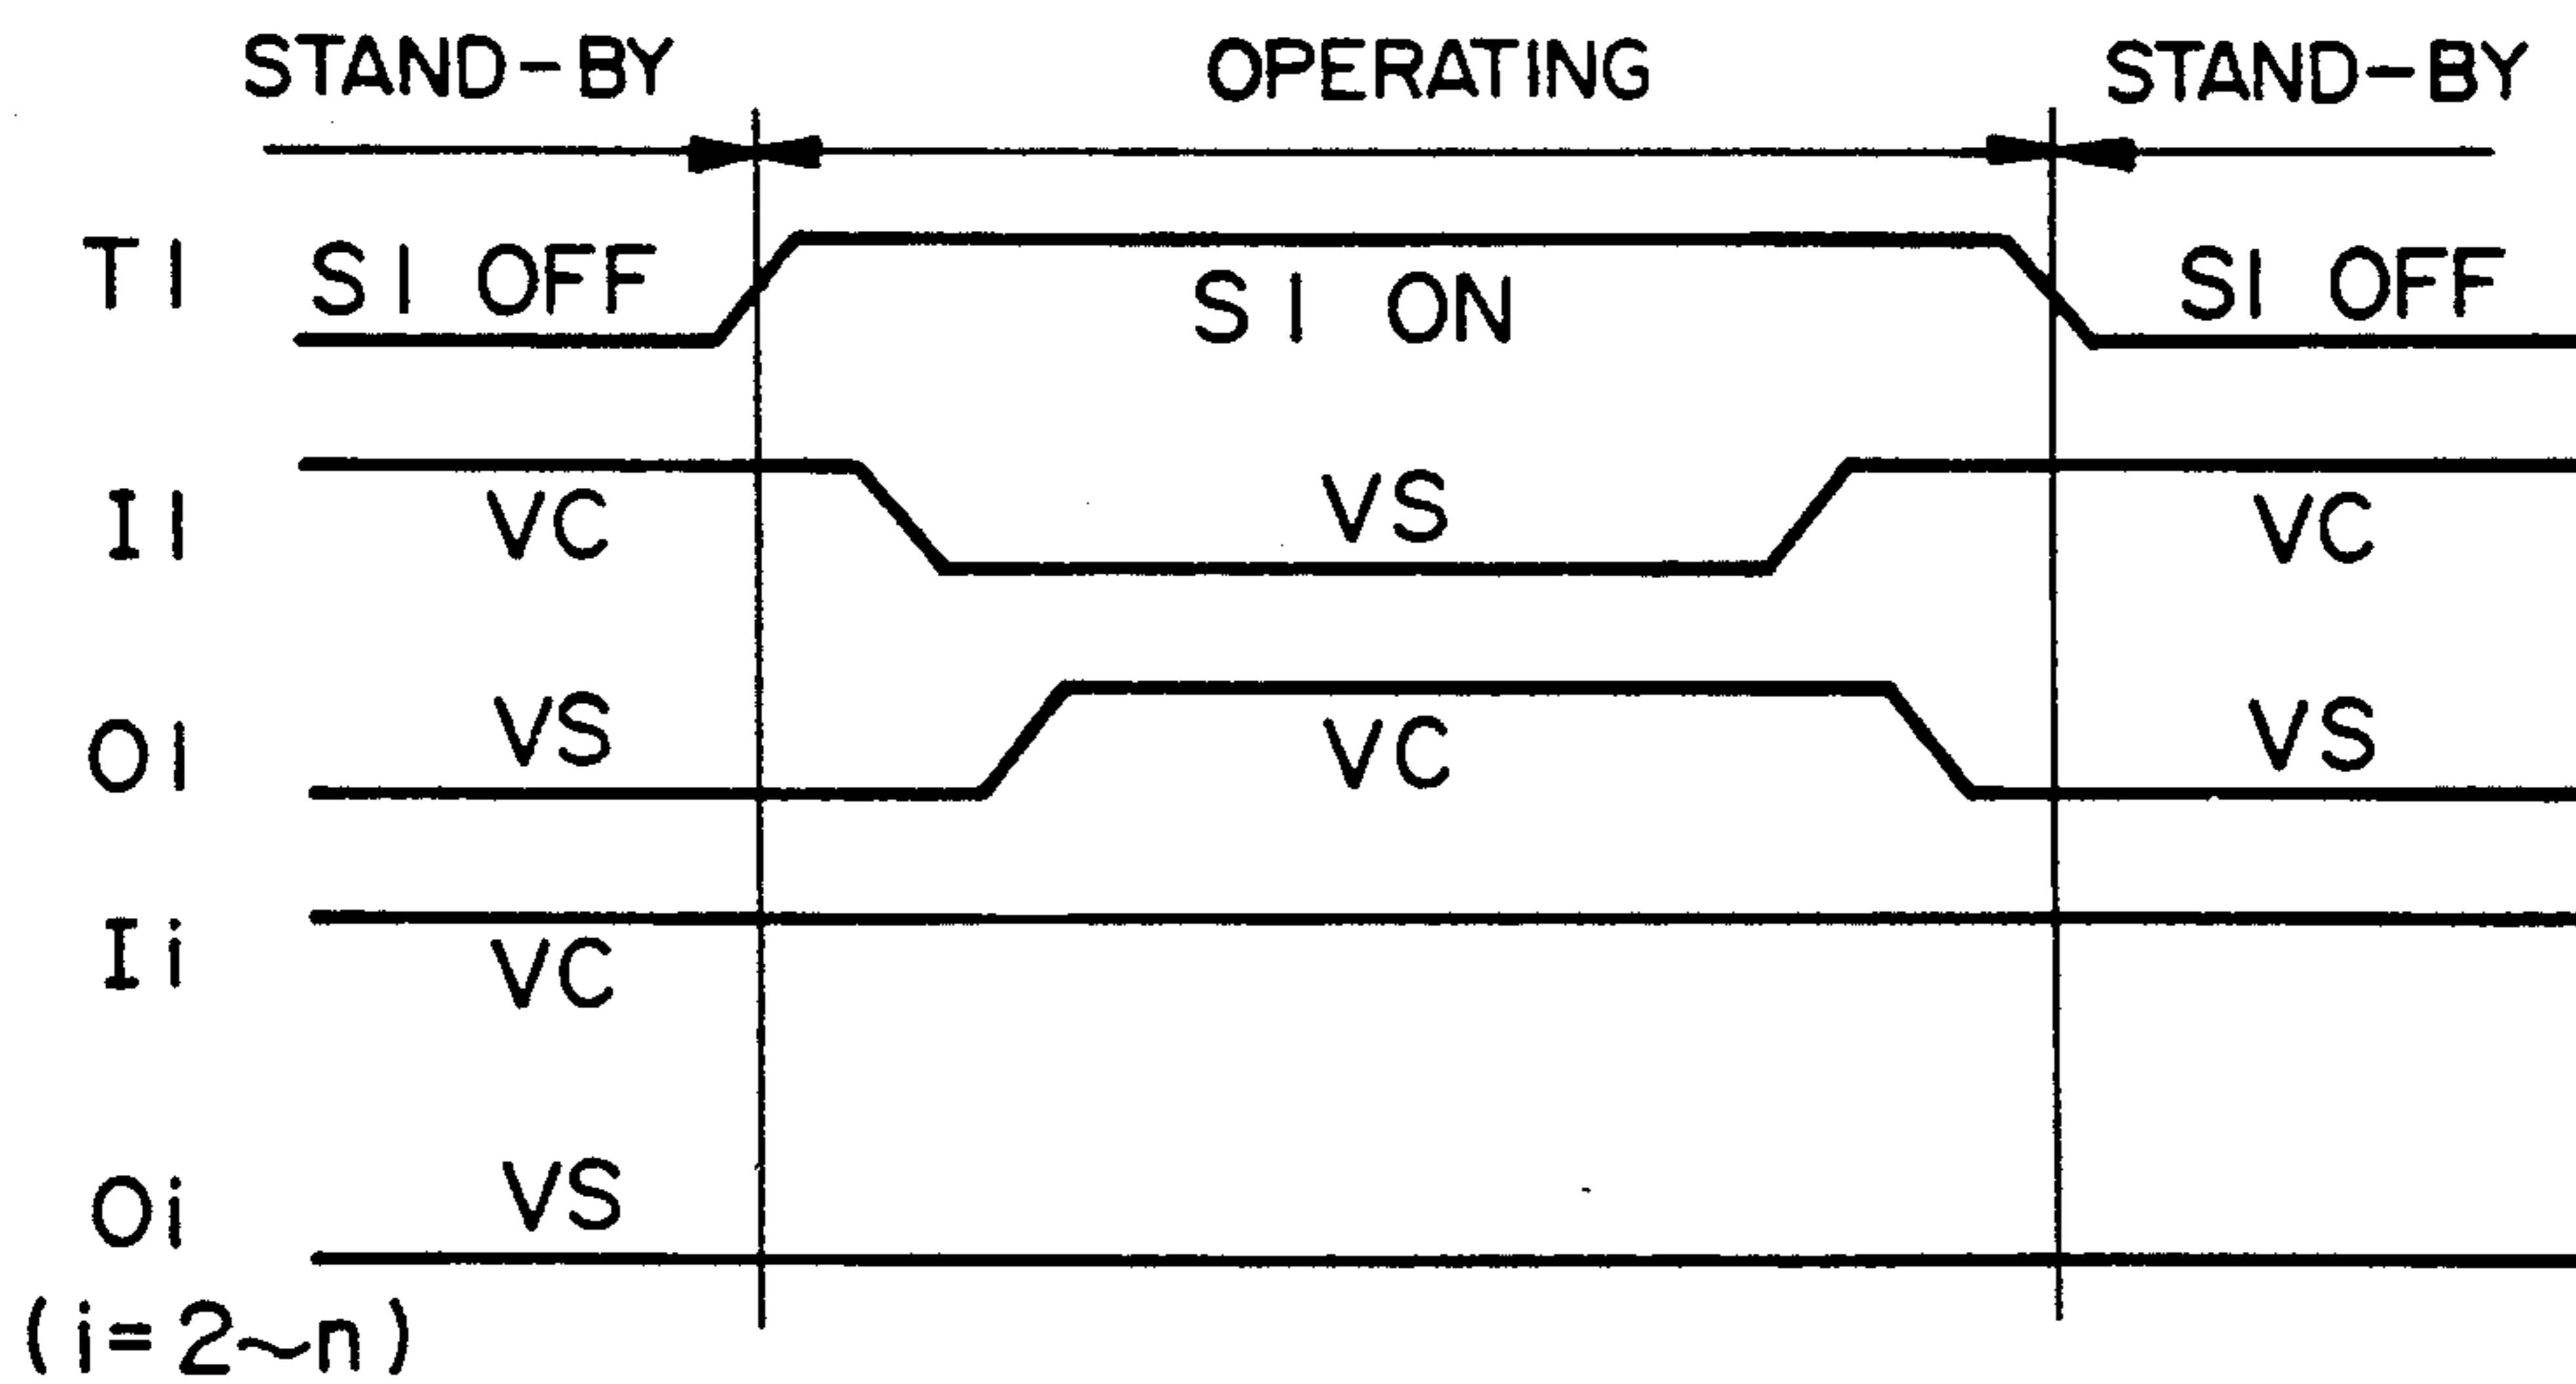 STAND-BY OPERATING STAND-BY
T1 S1 OFF S1 ON S1 OFF
I1 VC VS VC
O1 VS VC VS
Ii VC
Oi VS
(i=2~n)